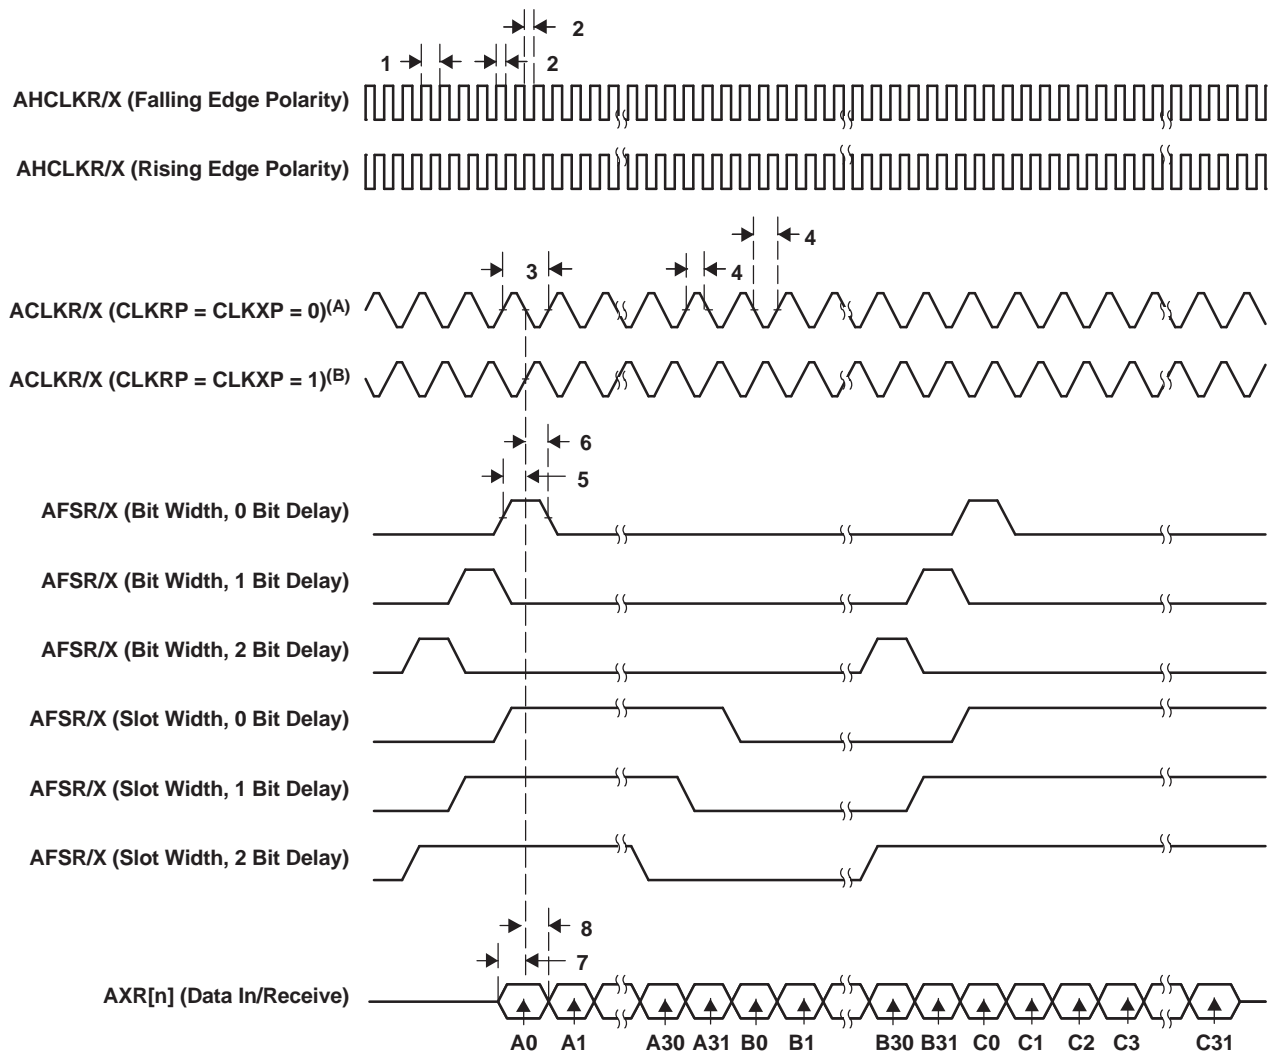 2
1
2
AHCLKR/X (Falling Edge Polarity)
AHCLKR/X (Rising Edge Polarity)
4
3
4
ACLKR/X (CLKRP = CLKXP = 0)(A)
ACLKR/X (CLKRP = CLKXP = 1)(B)
6
5
AFSR/X (Bit Width, 0 Bit Delay)
AFSR/X (Bit Width, 1 Bit Delay)
AFSR/X (Bit Width, 2 Bit Delay)
AFSR/X (Slot Width, 0 Bit Delay)
AFSR/X (Slot Width, 1 Bit Delay)
AFSR/X (Slot Width, 2 Bit Delay)
8
7
AXR[n] (Data In/Receive)
A0 A1 A30 A31 B0 B1 B30 B31 C0 C1 C2 C3 C31